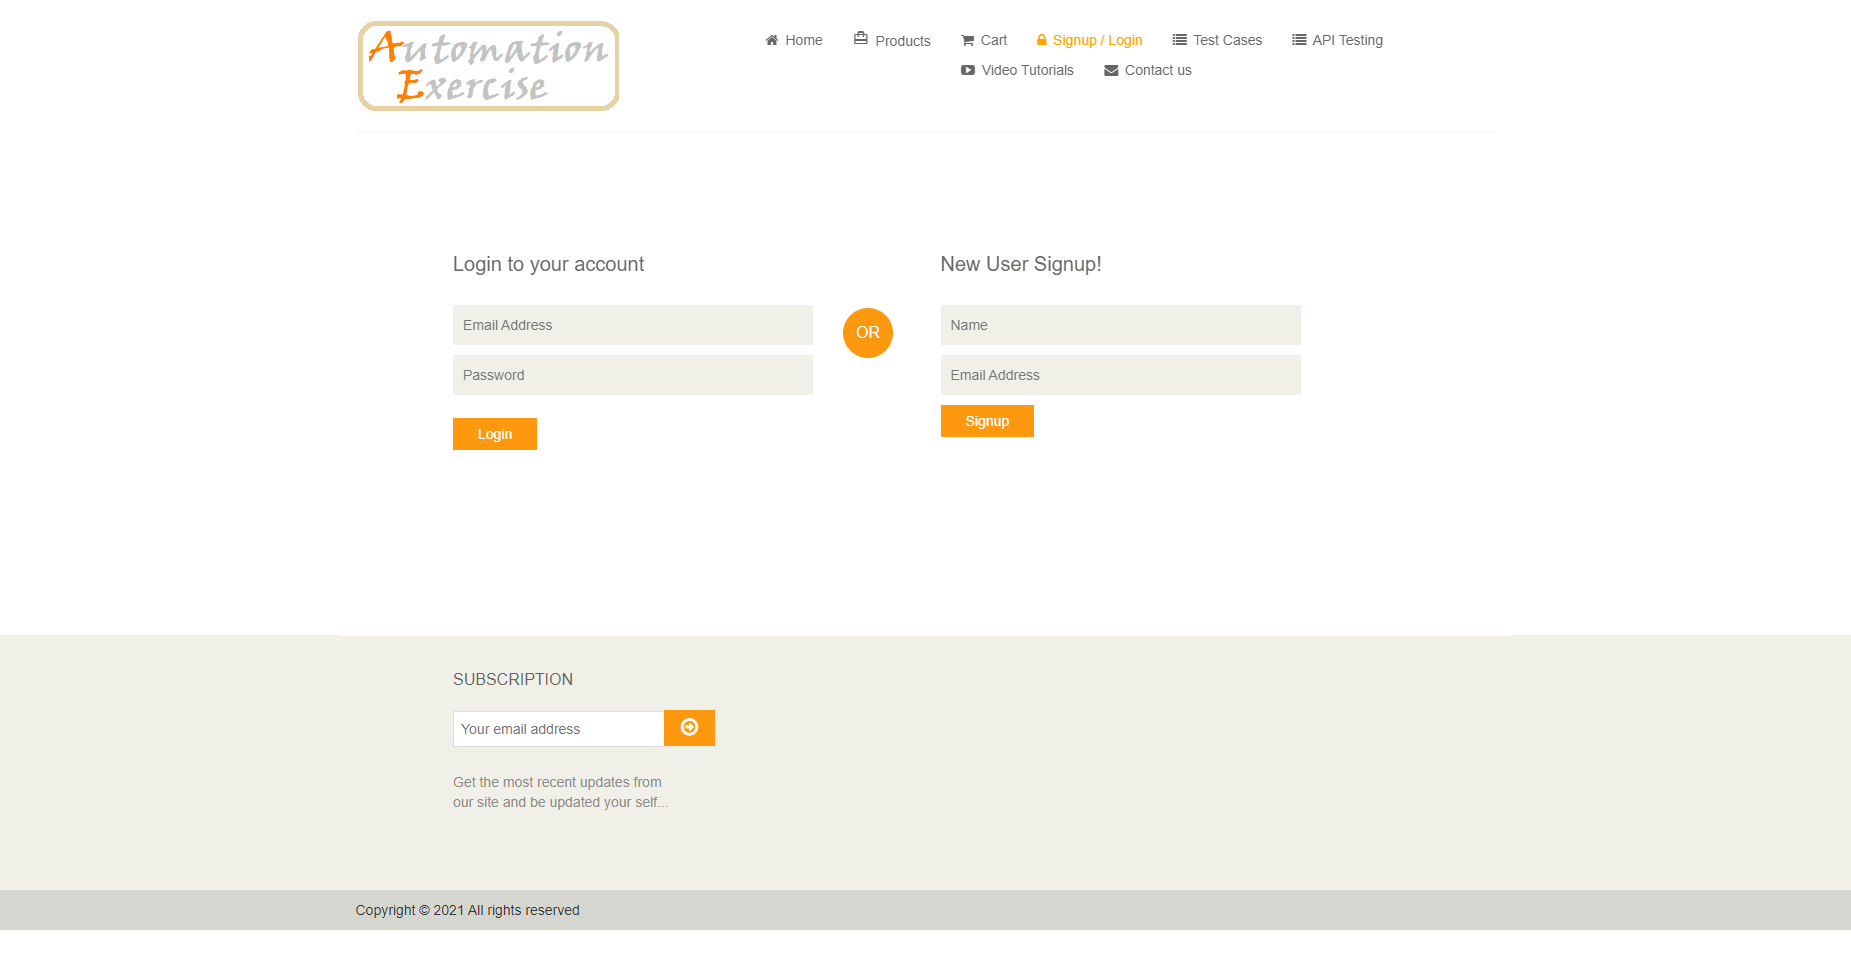 Automation
Exercise
Home Products Cart Signup / Login Test Cases API Testing
Video Tutorials Contact us
Login to your account
Email Address
Password
Login
OR
New User Signup!
Name
Email Address
Signup
SUBSCRIPTION
Your email address
Get the most recent updates from
our site and be updated your self...
Copyright © 2021 All rights reserved